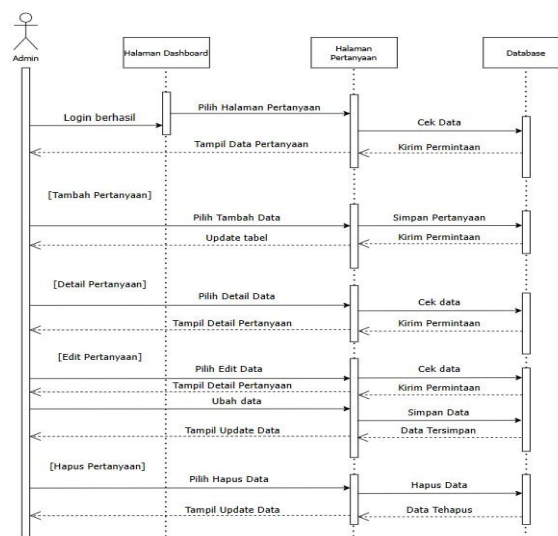 Admin
Halaman Dashboard
Halaman
Pertanyaan
Database
Pilih Halaman Pertanyaan
Login berhasil
Cek Data
Tampil Data Pertanyaan
Kirim Permintaan
[Tambah Pertanyaan]
Pilih Tambah Data
Simpan Pertanyaan
Update tabel
Kirim Permintaan
[Detail Pertanyaan]
Pilih Detail Data
Cek data
Tampil Detail Pertanyaan
Kirim Permintaan
[Edit Pertanyaan]
Pilih Edit Data
Cek data
Tampil Detail Pertanyaan
Kirim Permintaan
Ubah data
Simpan Data
Tampil Update Data
Data Tersimpan
[Hapus Pertanyaan]
Pilih Hapus Data
Hapus Data
Tampil Update Data
Data Tehapus